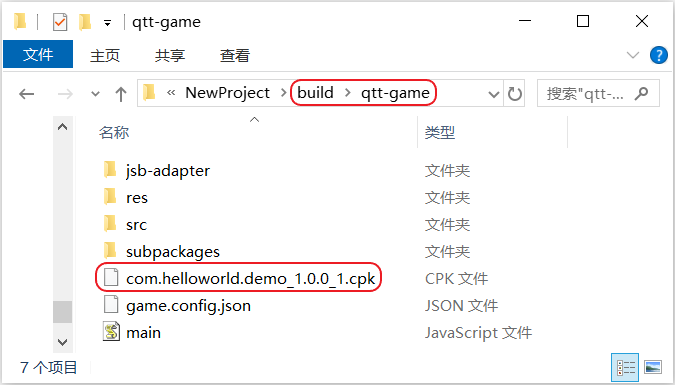 qtt-game
文件 主页 共享 查看
« NewProject > build > qtt-game 搜索"qtt-...
名称 类型
jsb-adapter 文件夹
res 文件夹
src 文件夹
subpackages 文件夹
com.helloworld.demo_1.0.0_1.cpk CPK 文件
game.config.json JSON 文件
main JavaScript 文件
7 个项目